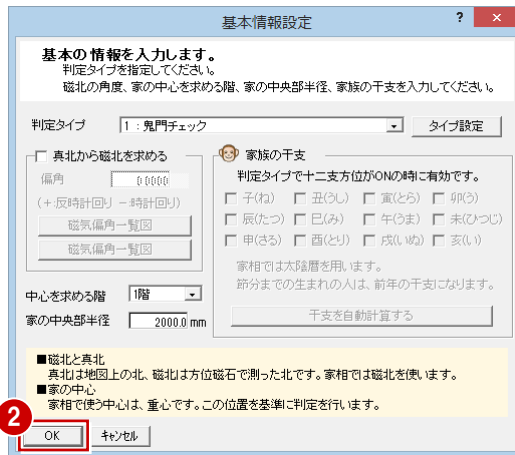 基本情報設定
? ×
基本の情報を入力します。
判定タイプを指定してください。
磁北の角度、家の中心を求める階、家の中央部半径、家族の干支を入力してください。
判定タイプ 1：鬼門チェック タイプ設定
真北から磁北を求める
偏角 0.0000
(+:反時計回り －:時計回り)
磁気偏角一覧図
磁気偏角一覧図
家族の干支
判定タイプで十二支方位がONの時に有効です。
子(ね) 丑(うし) 寅(とら) 卯(う)
辰(たつ) 巳(み) 午(うま) 未(ひつじ)
申(さる) 酉(とり) 戌(いぬ) 亥(い)
家相では太陰暦を用います。
節分までの生まれの人は、前年の干支になります。
干支を自動計算する
中心を求める階 1階
家の中央部半径 2000.0 mm
■磁北と真北
真北は地図上の北、磁北は方位磁石で測った北です。家相では磁北を使います。
■家の中心
家相で使う中心は、重心です。この位置を基準に判定を行います。
2
OK キャンセル